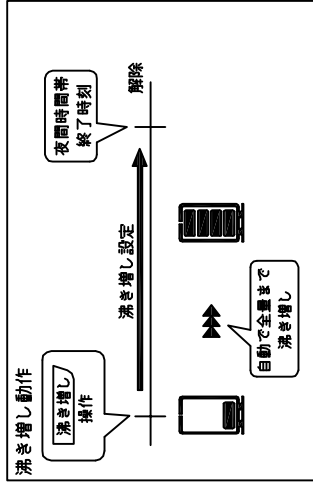 沸き増し動作
沸き増し
操作
沸き増し設定
夜間時間帯
終了時刻
解除
自動で全量まで
沸き増し